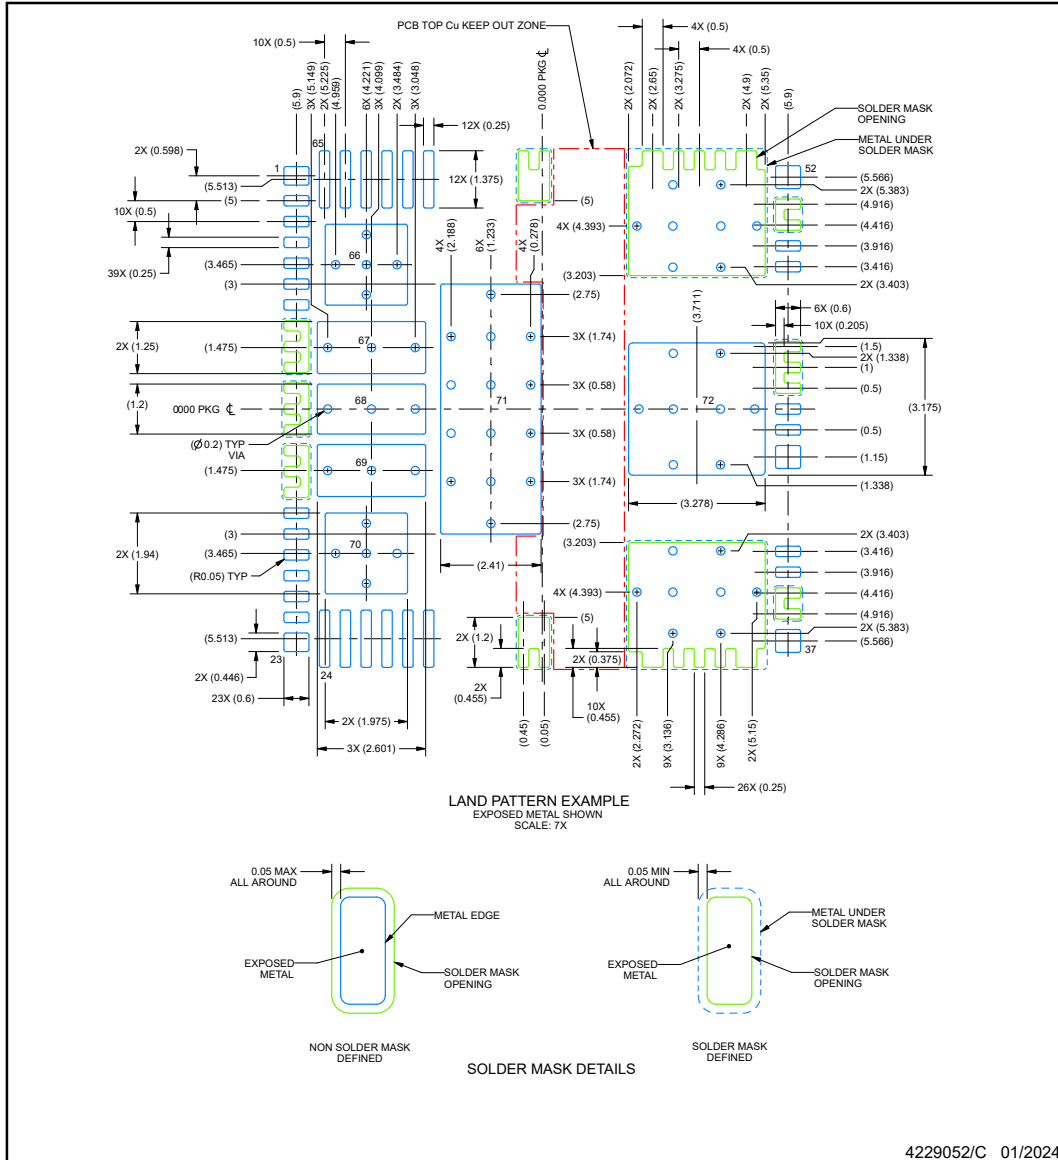 PCB TOP Cu KEEP OUT ZONE
4X (0.5)
10X (0.5)
4X (0.5)
(5.9)
3X (5.149)
2X (5.225)
(4.959)
6X (4.221)
3X (4.099)
2X (3.484)
3X (3.048)
0.000 PKG ℄
2X (2.072)
2X (2.65)
2X (3.275)
2X (4.9)
2X (5.35)
(5.9)
SOLDER MASK
OPENING
METAL UNDER
SOLDER MASK
12X (0.25)
65
2X (0.598)
1
52
(5.513)
12X (1.375)
(5.566)
2X (5.383)
(5)
(5)
(4.916)
10X (0.5)
4X
(2.188)
6X
(1.233)
4X
(0.278)
4X (4.393)
(4.416)
(3.916)
66
39X (0.25)
(3.465)
(3.416)
(3)
(3.203)
2X (3.403)
(2.75)
(3.711)
6X (0.6)
10X (0.205)
2X (1.25)
(1.475)
67
3X (1.74)
(1.5)
2X (1.338)
(1)
3X (0.58)
(0.5)
(1.2)
0000 PKG ℄
68
71
72
(3.175)
(Ø0.2) TYP
VIA
3X (0.58)
(0.5)
69
(1.15)
(1.475)
3X (1.74)
(1.338)
(3.278)
(2.75)
(3)
(3.203)
2X (3.403)
2X (1.94)
70
(3.465)
(3.416)
(2.41)
(R0.05) TYP
(3.916)
4X (4.393)
(4.416)
(5)
(4.916)
2X (5.383)
(5.513)
2X (1.2)
(5.566)
23
24
2X (0.375)
37
2X (0.446)
2X
(0.455)
23X (0.6)
10X
(0.455)
2X (1.975)
(0.45)
(0.05)
2X (2.272)
9X (3.136)
9X (4.286)
2X (5.15)
3X (2.601)
26X (0.25)
LAND PATTERN EXAMPLE
EXPOSED METAL SHOWN
SCALE: 7X
0.05 MAX
ALL AROUND
0.05 MIN
ALL AROUND
METAL EDGE
METAL UNDER
SOLDER MASK
EXPOSED
METAL
SOLDER MASK
OPENING
EXPOSED
METAL
SOLDER MASK
OPENING
NON SOLDER MASK
DEFINED
SOLDER MASK
DEFINED
SOLDER MASK DETAILS
4229052/C 01/2024